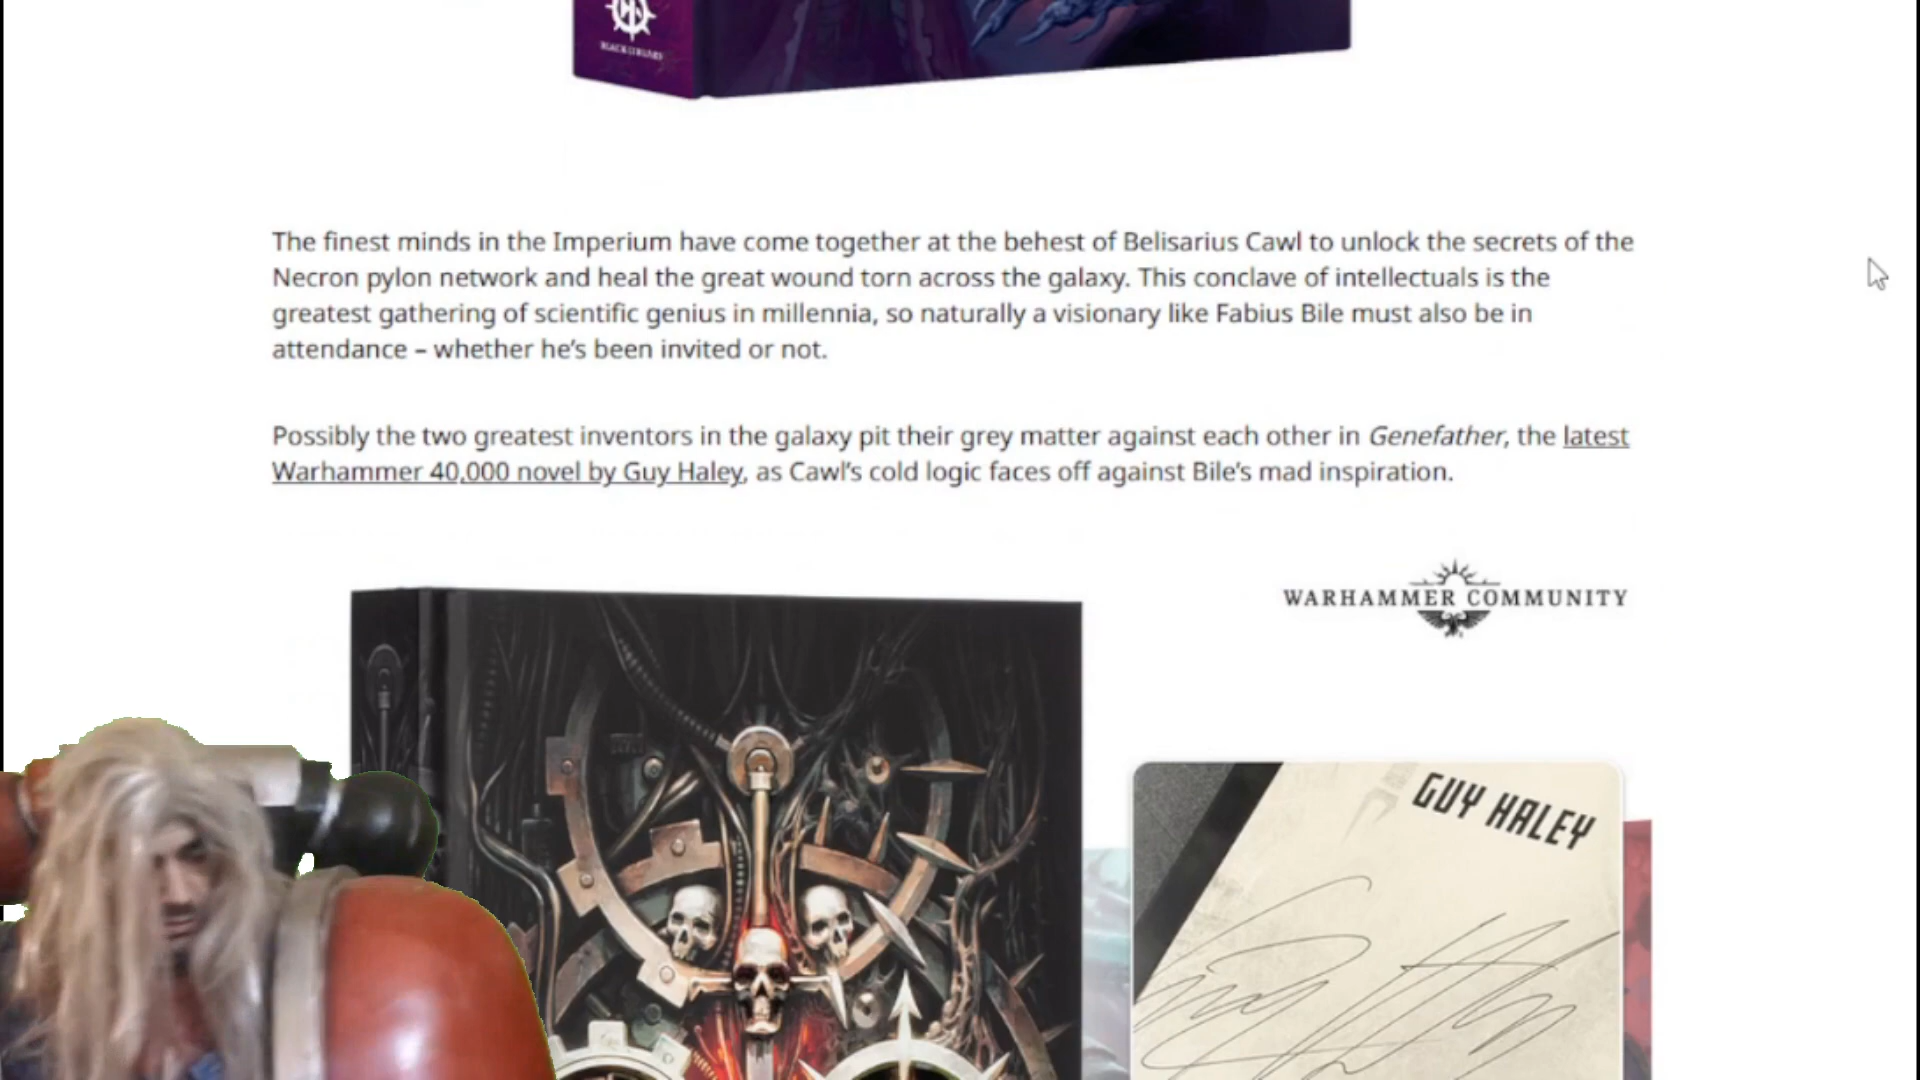 BLACK LIBRARY
The finest minds in the Imperium have come together at the behest of Belisarius Cawl to unlock the secrets of the
Necron pylon network and heal the great wound torn across the galaxy. This conclave of intellectuals is the
greatest gathering of scientific genius in millennia, so naturally a visionary like Fabius Bile must also be in
attendance – whether he’s been invited or not.
Possibly the two greatest inventors in the galaxy pit their grey matter against each other in Genefather, the latest
Warhammer 40,000 novel by Guy Haley, as Cawl’s cold logic faces off against Bile’s mad inspiration.
WARHAMMER COMMUNITY
GUY HALEY